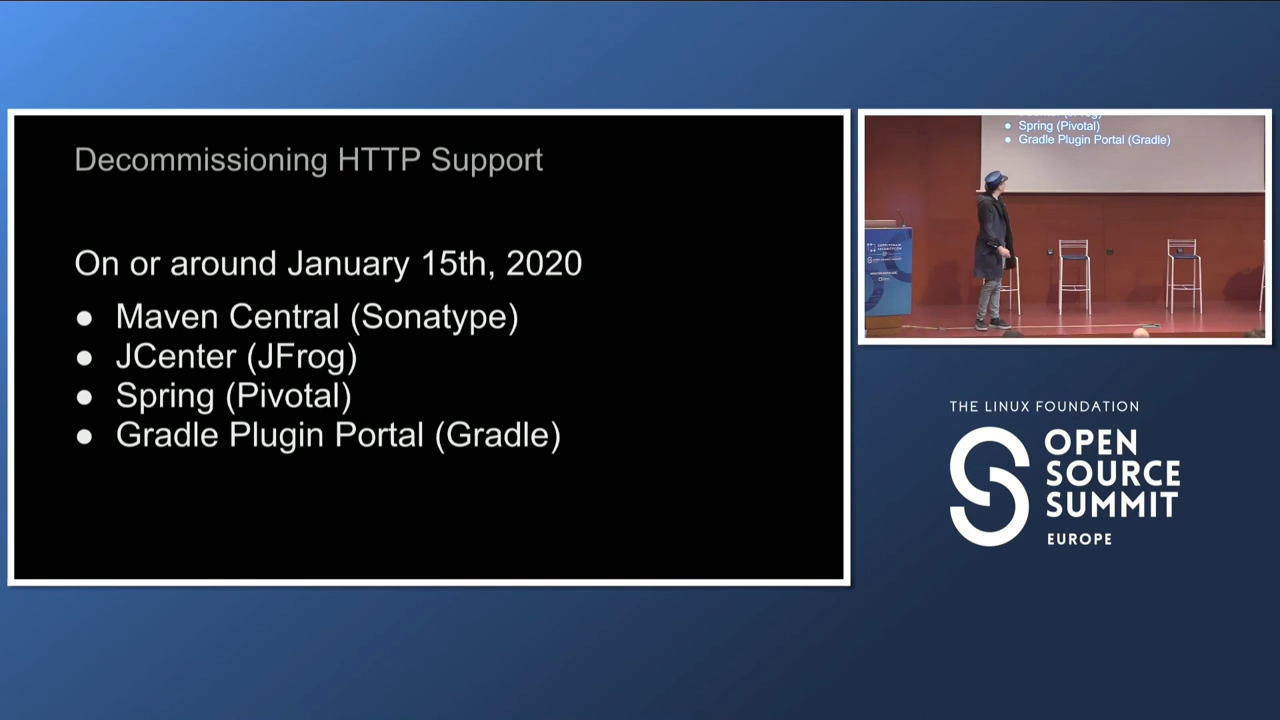 Decommissioning HTTP Support
On or around January 15th, 2020
● Maven Central (Sonatype)
● JCenter (JFrog)
● Spring (Pivotal)
● Gradle Plugin Portal (Gradle)
● Spring (Pivotal)
● Gradle Plugin Portal (Gradle)
THE LINUX FOUNDATION
OPEN
SOURCE
SUMMIT
EUROPE